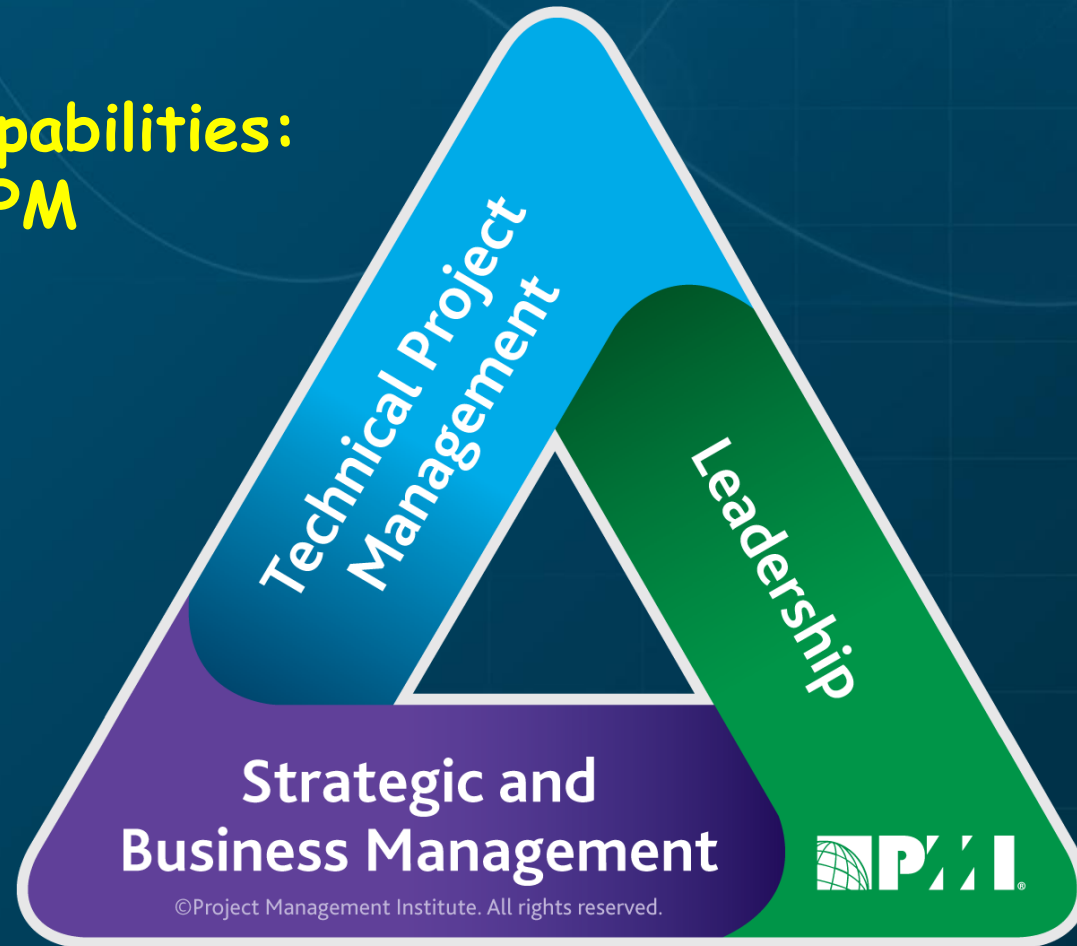 pabilities:
PM
Technical Project
Management
Leadership
Strategic and
Business Management
PMI®
©Project Management Institute. All rights reserved.